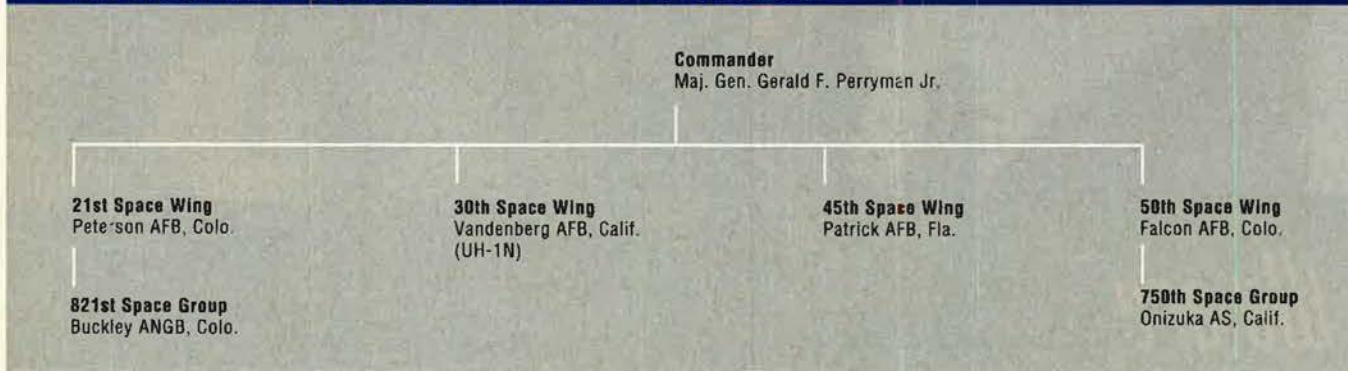 Commander
Maj. Gen. Gerald F. Perryman Jr.
21st Space Wing
Peterson AFB, Colo.
30th Space Wing
Vandenberg AFB, Calif.
(UH-1N)
45th Space Wing
Patrick AFB, Fla.
50th Space Wing
Falcon AFB, Colo.
821st Space Group
Buckley ANGB, Colo.
750th Space Group
Onizuka AS, Calif.